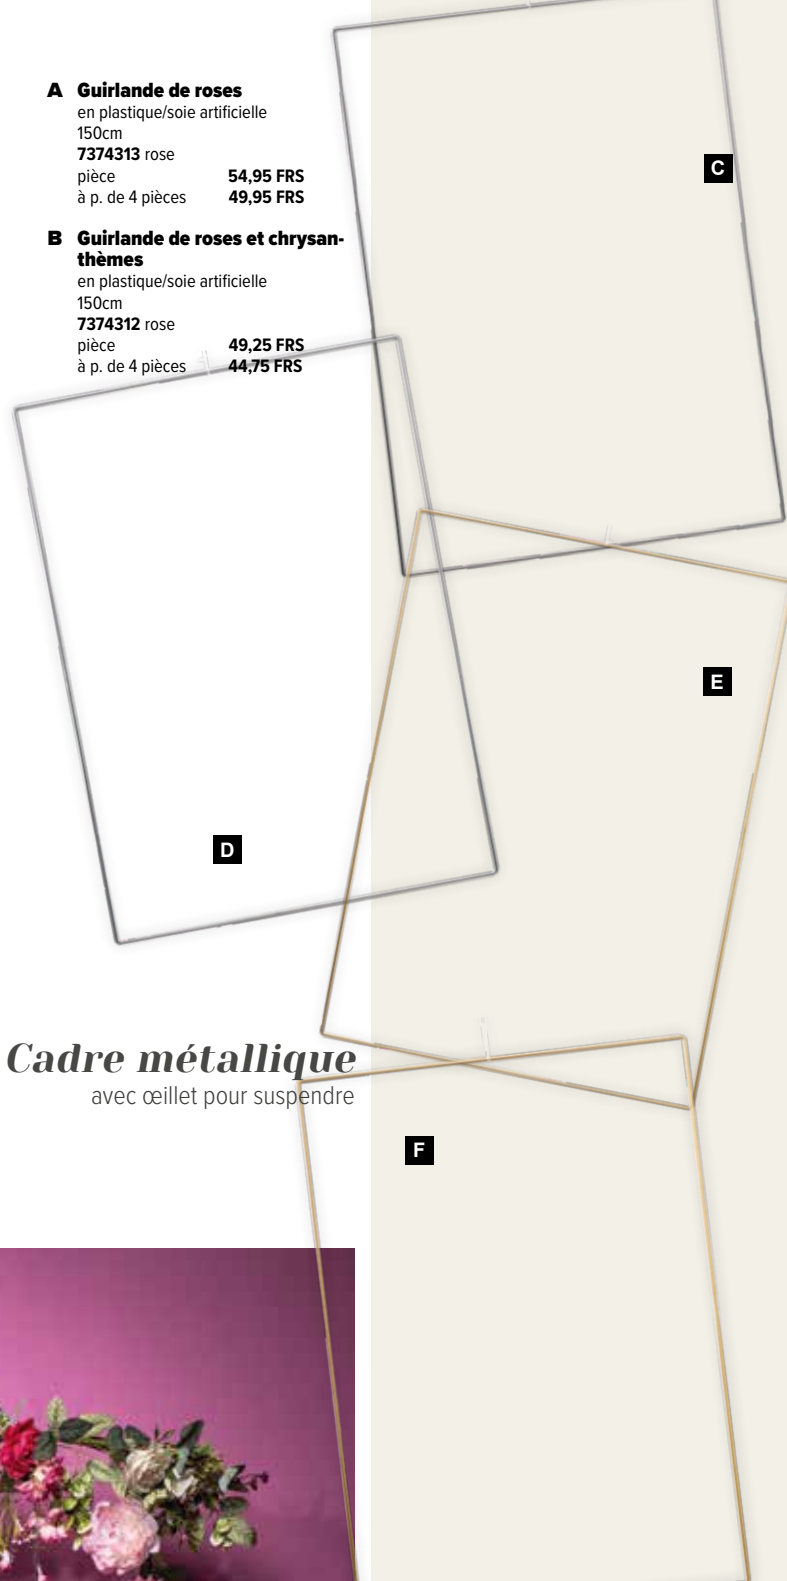 A Guirlande de roses
en plastique/soie artificielle
150cm
7374313 rose
pièce 54,95 FRS
à p. de 4 pièces 49,95 FRS
B Guirlande de roses et chrysan-
thèmes
en plastique/soie artificielle
150cm
7374312 rose
pièce 49,25 FRS
à p. de 4 pièces 44,75 FRS
C
E
D
Cadre métallique
avec œillet pour suspendre
F